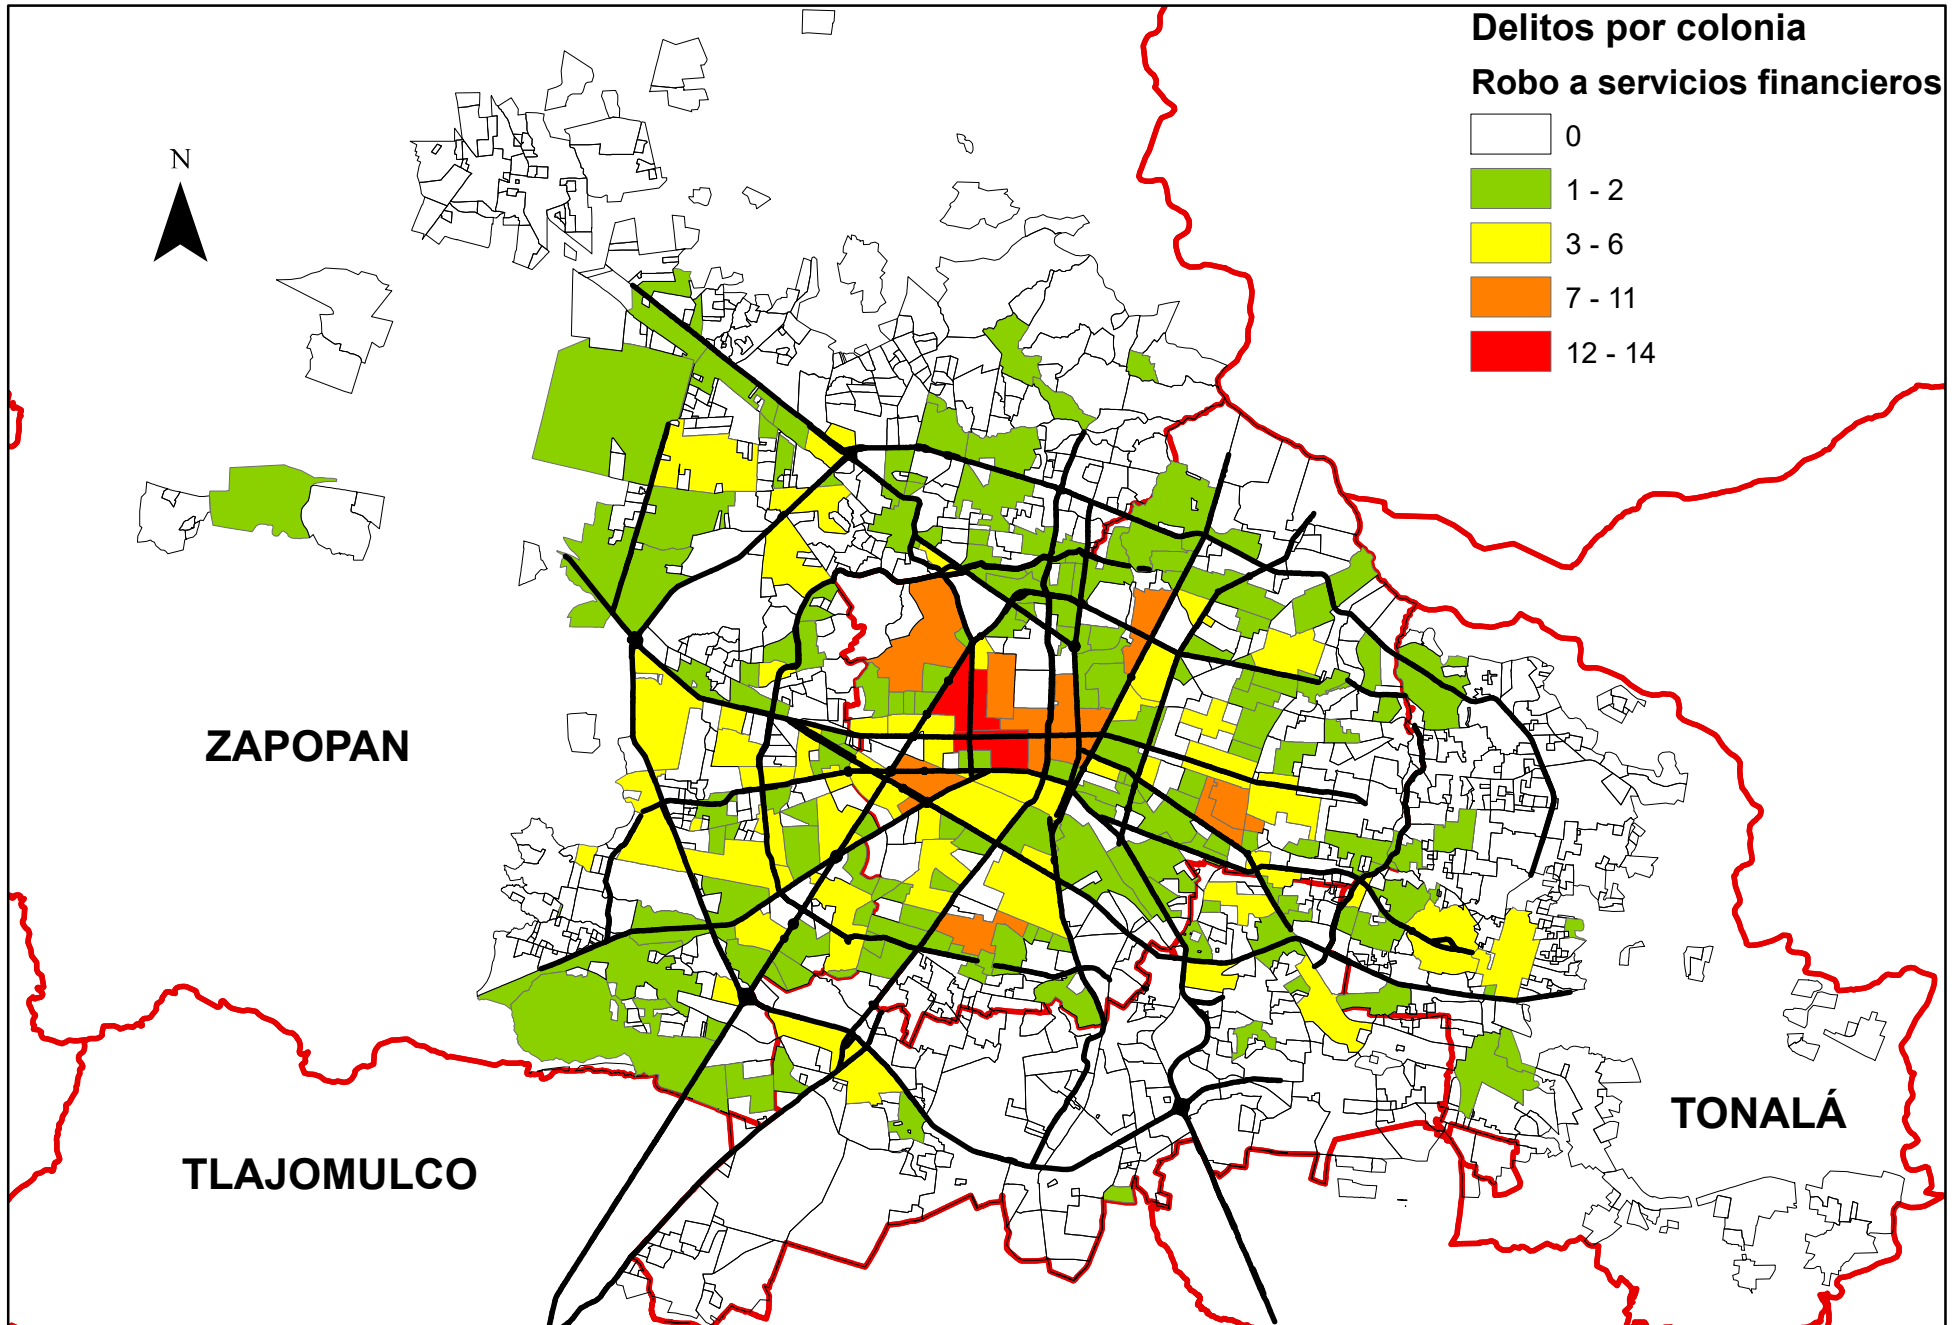 Delitos por colonia
Robo a servicios financieros
0
1 - 2
3 - 6
7 - 11
12 - 14
N
ZAPOPAN
TONALÁ
TLAJOMULCO